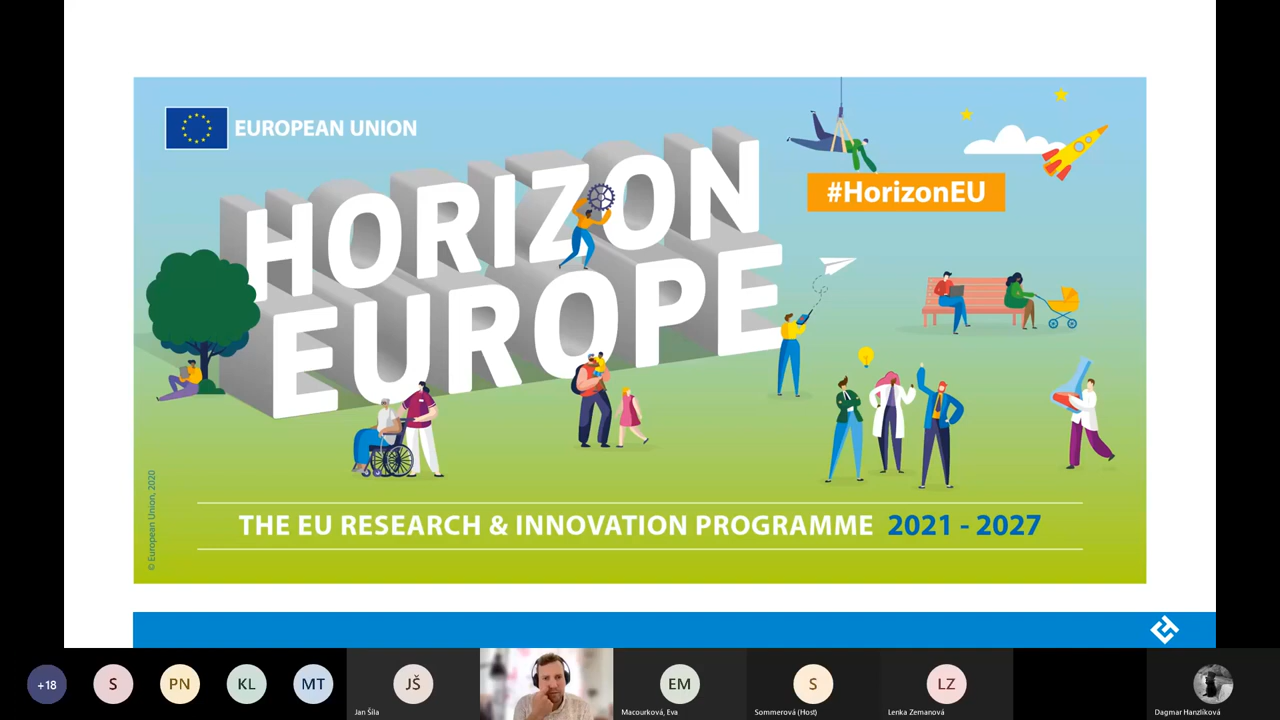 EUROPEAN UNION
HORIZON
EUROPE
#HorizonEU
© European Union, 2020
THE EU RESEARCH & INNOVATION PROGRAMME 2021 - 2027
+18
S
PN
KL
MT
JŠ
Jan Šíla
EM
Macourková, Eva
S
Sommerová (Host)
LZ
Lenka Zemanová
Dagmar Hanzlíková